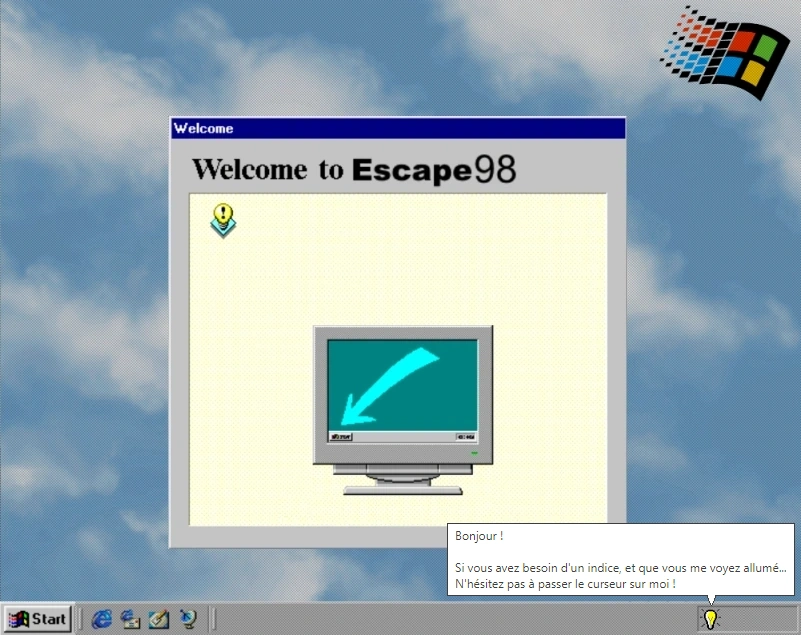 Welcome
Welcome to Escape98
Bonjour !
Si vous avez besoin d'un indice, et que vous me voyez allumé...
N'hésitez pas à passer le curseur sur moi !
Start